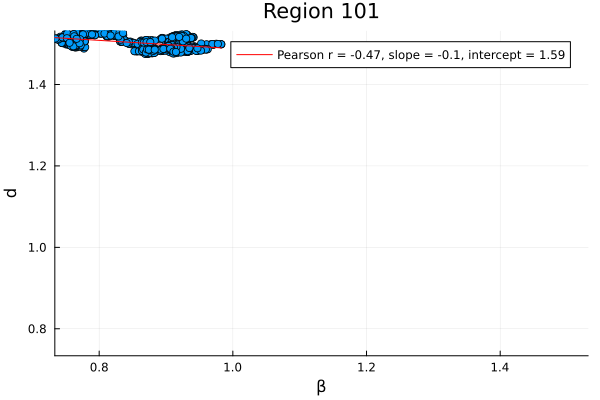 Region 101
Pearson r = -0.47, slope = -0.1, intercept = 1.59
1.4
1.2
1.0
0.8
d
0.8 1.0 1.2 1.4
β